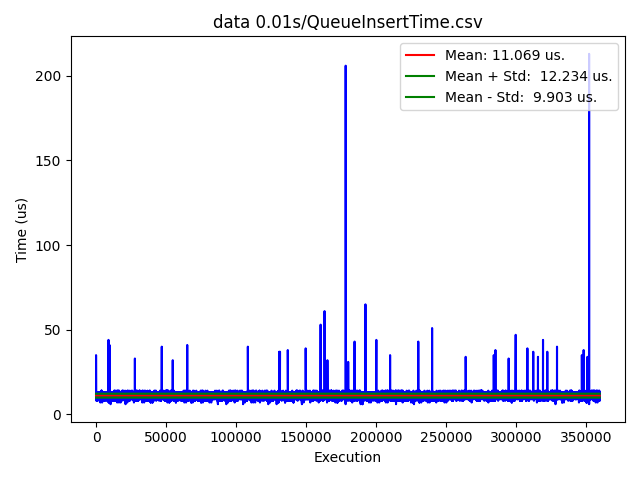 data 0.01s/QueueInsertTime.csv
Mean: 11.069 us.
Mean + Std:  12.234 us.
Mean - Std:  9.903 us.
Time (us)
200
150
100
50
0
0 50000 100000 150000 200000 250000 300000 350000
Execution